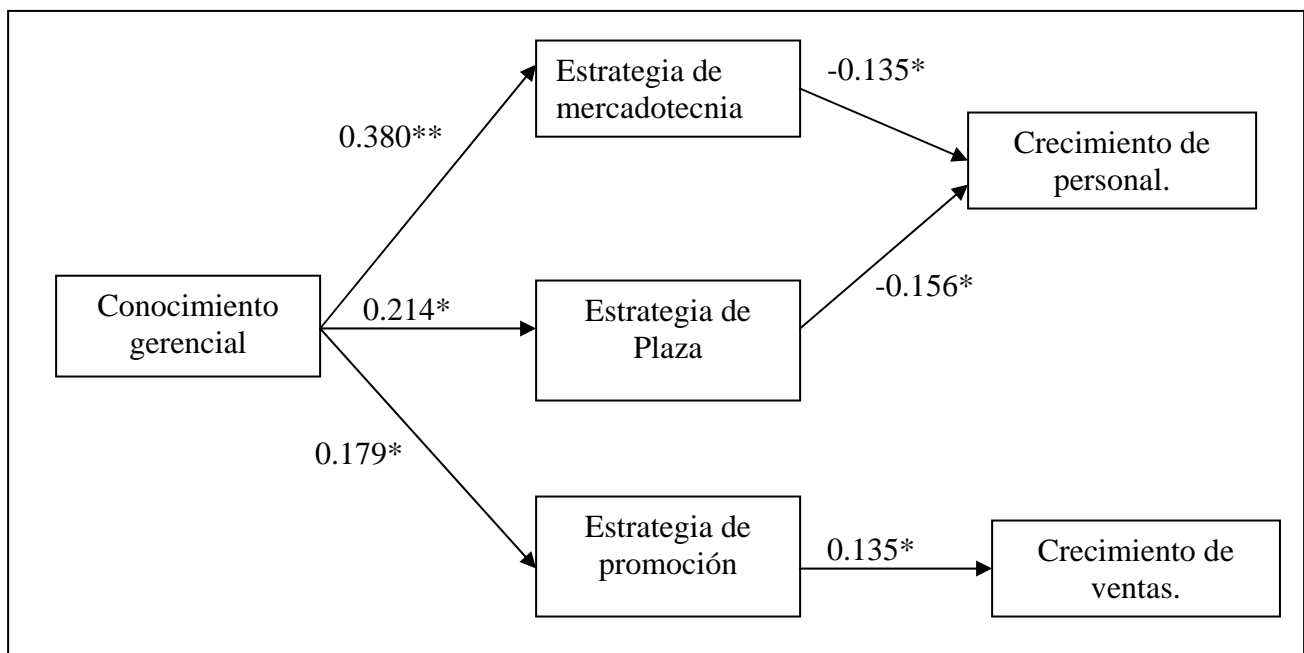 Estrategia de
mercadotecnia
-0.135*
0.380**
Crecimiento de
personal.
Conocimiento
gerencial
0.214*
Estrategia de
Plaza
-0.156*
0.179*
Estrategia de
promoción
0.135*
Crecimiento de
ventas.